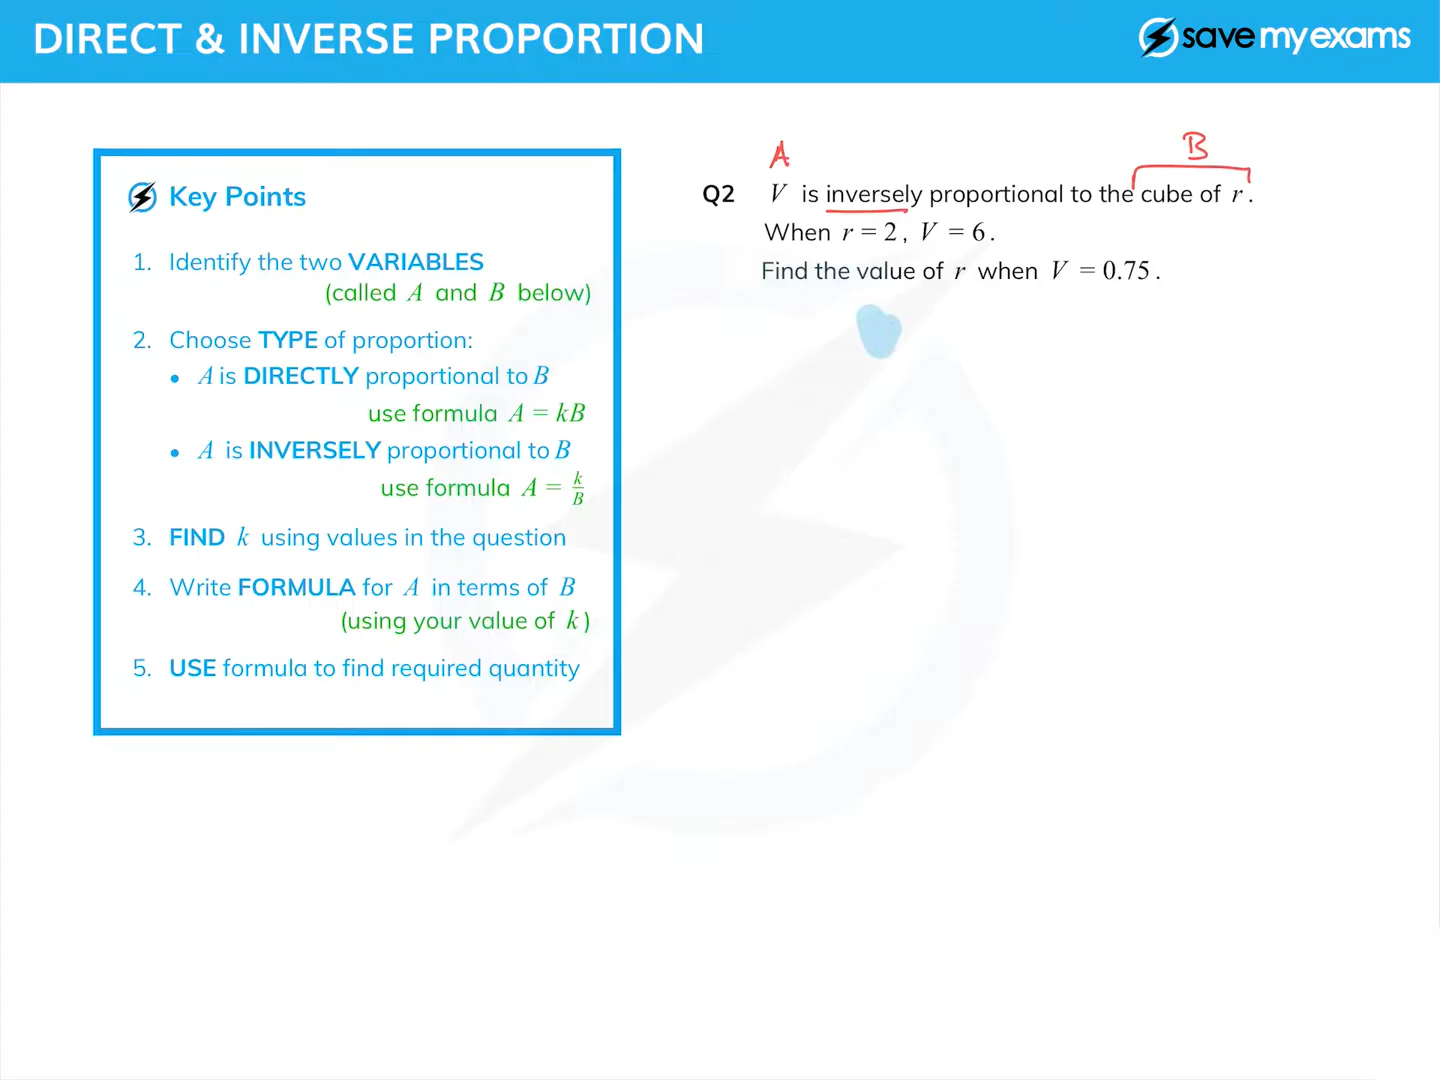 DIRECT & INVERSE PROPORTION
save my exams
Key Points
1. Identify the two VARIABLES
(called A and B below)
2. Choose TYPE of proportion:
• A is DIRECTLY proportional to B
use formula A = kB
• A is INVERSELY proportional to B
use formula A = k/B
3. FIND k using values in the question
4. Write FORMULA for A in terms of B
(using your value of k)
5. USE formula to find required quantity
A B
Q2 V is inversely proportional to the cube of r.
When r = 2, V = 6.
Find the value of r when V = 0.75.